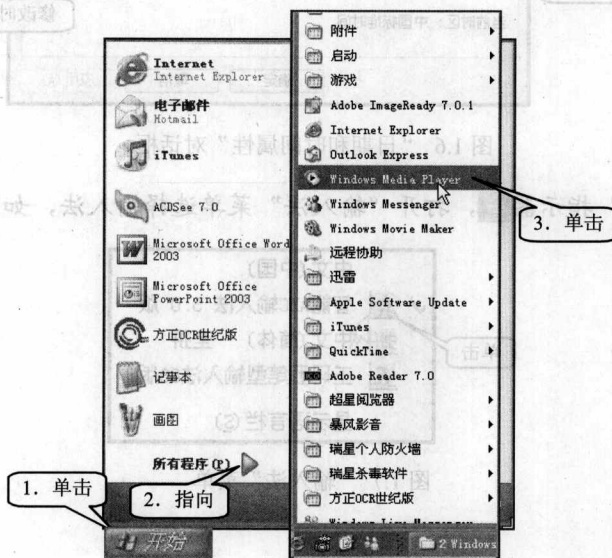 Internet
Internet Explorer
电子邮件
Hotmail
iTunes
ACDSee 7.0
Microsoft Office Word
2003
Microsoft Office
PowerPoint 2003
方正OCR世纪版
记事本
画图
所有程序(P)
1. 单击
2. 指向
开始
附件
启动
游戏
Adobe ImageReady 7.0.1
Internet Explorer
Outlook Express
Windows Media Player
Windows Messenger
Windows Movie Maker
远程协助
迅雷
Apple Software Update
iTunes
QuickTime
Adobe Reader 7.0
超星阅览器
暴风影音
瑞星个人防火墙
瑞星杀毒软件
方正OCR世纪版
Windows Live Messenger
2 Windows
3. 单击